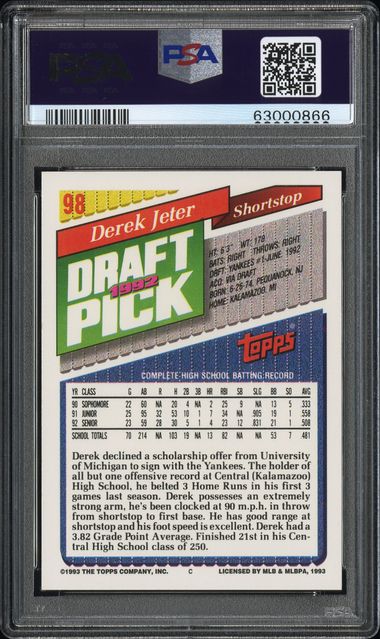 PSA
PSA
63000866
98
Derek Jeter
Shortstop
DRAFT
1992
PICK
HT: 6'3" WT: 178
BATS: RIGHT THROWS: RIGHT
DRFT: YANKEES #1-JUNE, 1992
ACQ: VIA DRAFT
BORN: 6-26-74, PEQUANOCK, NJ
HOME: KALAMAZOO, MI
Topps
COMPLETE HIGH SCHOOL BATTING RECORD
YR CLASS G AB R H 2B 3B HR RBI SB SLG BB SO AVG
90 SOPHOMORE 22 60 NA 20 4 NA 2 25 9 NA 13 5 .333
91 JUNIOR 25 95 32 53 10 7 34 NA .905 19 1 .558
92 SENIOR 23 59 28 30 5 1 4 23 12 .831 21 2 .508
SCHOOL TOTALS 70 214 NA 103 19 NA 13 82 NA NA 53 7 .481
Derek declined a scholarship offer from University
of Michigan to sign with the Yankees. The holder of
all but one offensive record at Central (Kalamazoo)
High School, he belted 3 Home Runs in his first 3
games last season. Derek possesses an extremely
strong arm, he's been clocked at 90 m.p.h. in throw
from shortstop to first base. He has good range at
shortstop and his foot speed is excellent. Derek had a
3.82 Grade Point Average. Finished 21st in his Cen-
tral High School class of 250.
©1993 THE TOPPS COMPANY, INC. C LICENSED BY MLB & MLBPA, 1993